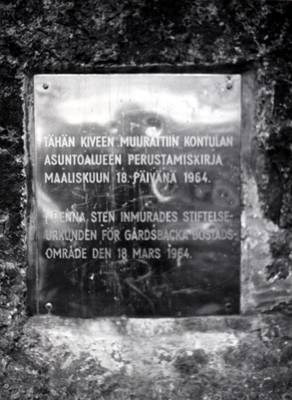 TÄHÄN KIVEEN MUURATTIIN KONTULAN
ASUNTOALUEEN PERUSTAMISKIRJA
MAALISKUUN 18. PÄIVÄNÄ 1964.
I DENNA STEN INMURADES STIFTELSE-
URKUNDEN FÖR GÅRDSBACKA BOSTADS-
OMRÅDE DEN 18 MARS 1964.